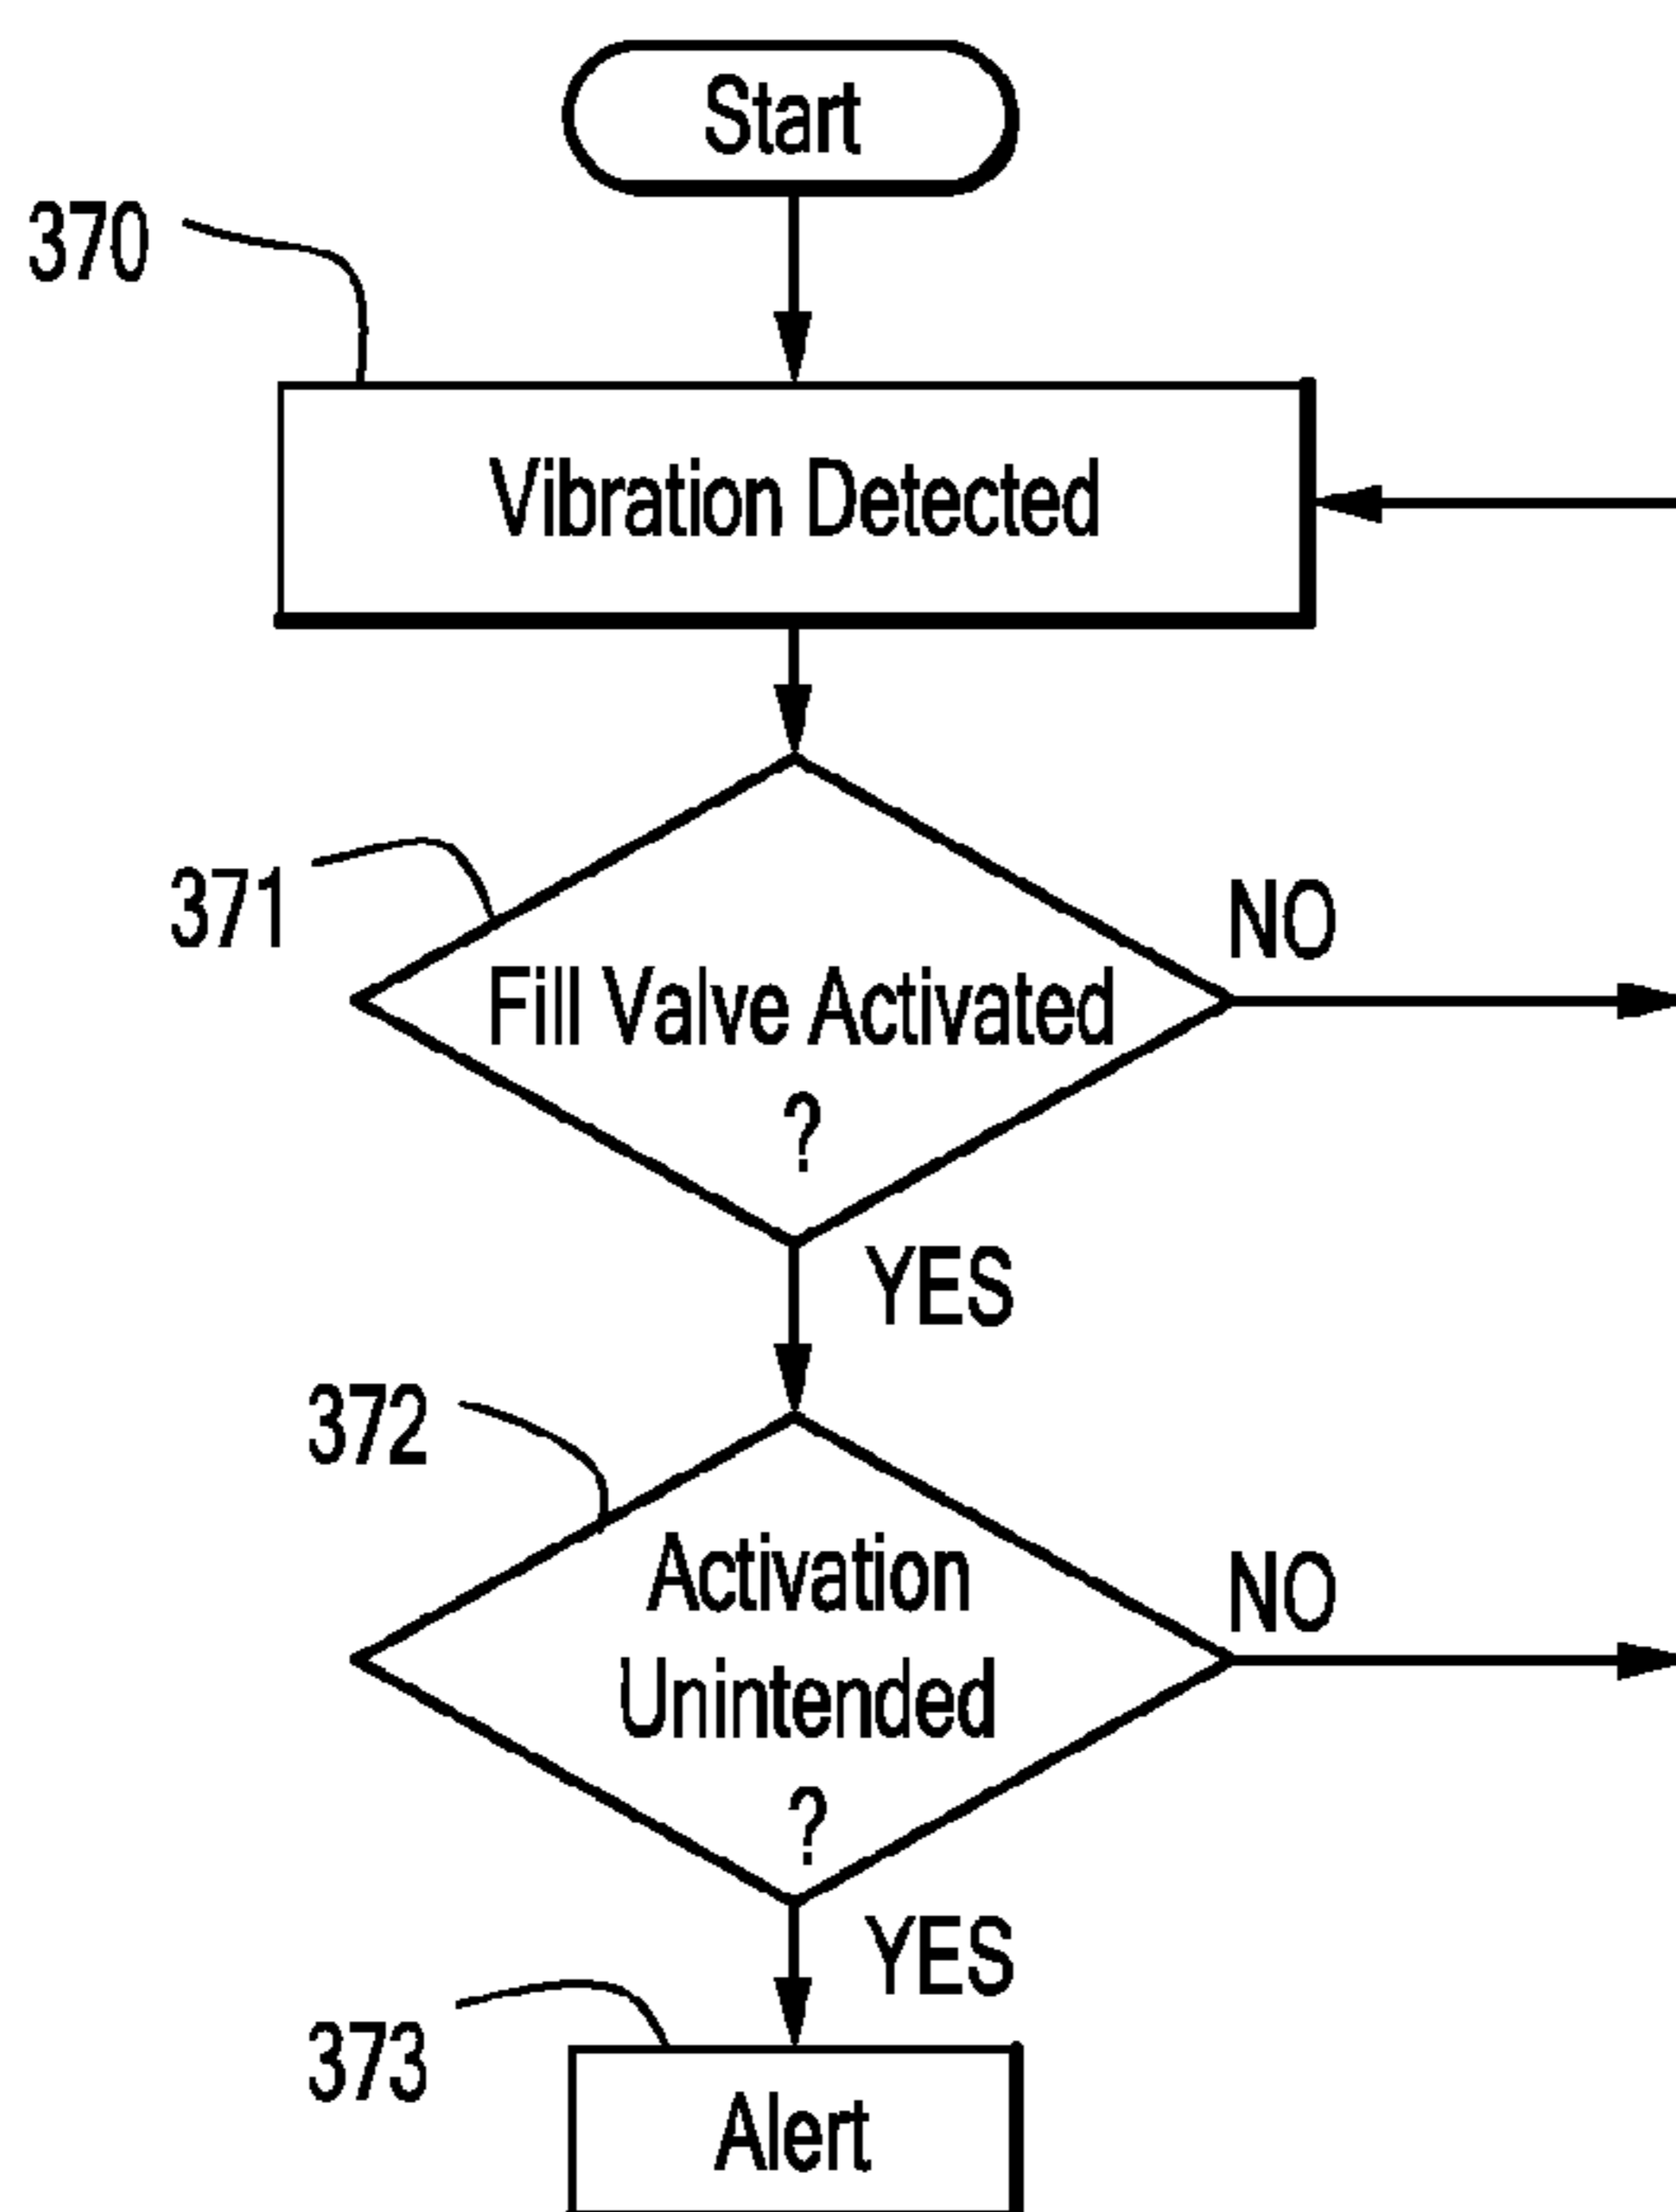 Start
370
Vibration Detected
371
NO
Fill Valve Activated
?
YES
372
Activation
NO
Unintended
?
YES
373
Alert